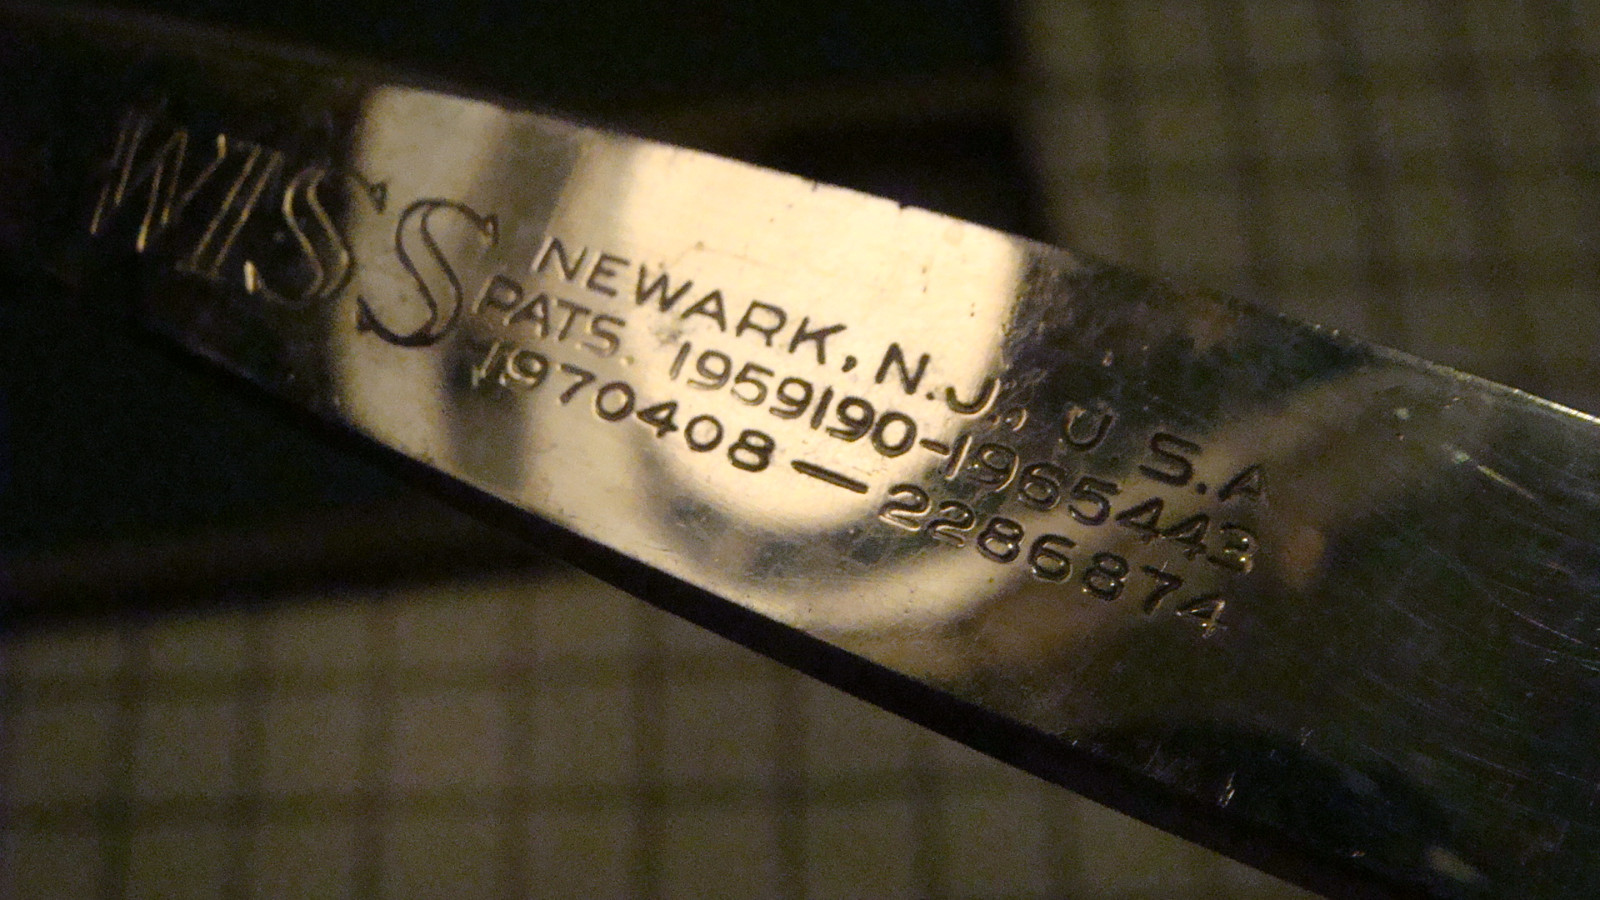 WISS
NEWARK, N.J., U.S.A
PATS. 1959190-1965443
1970408-2286874